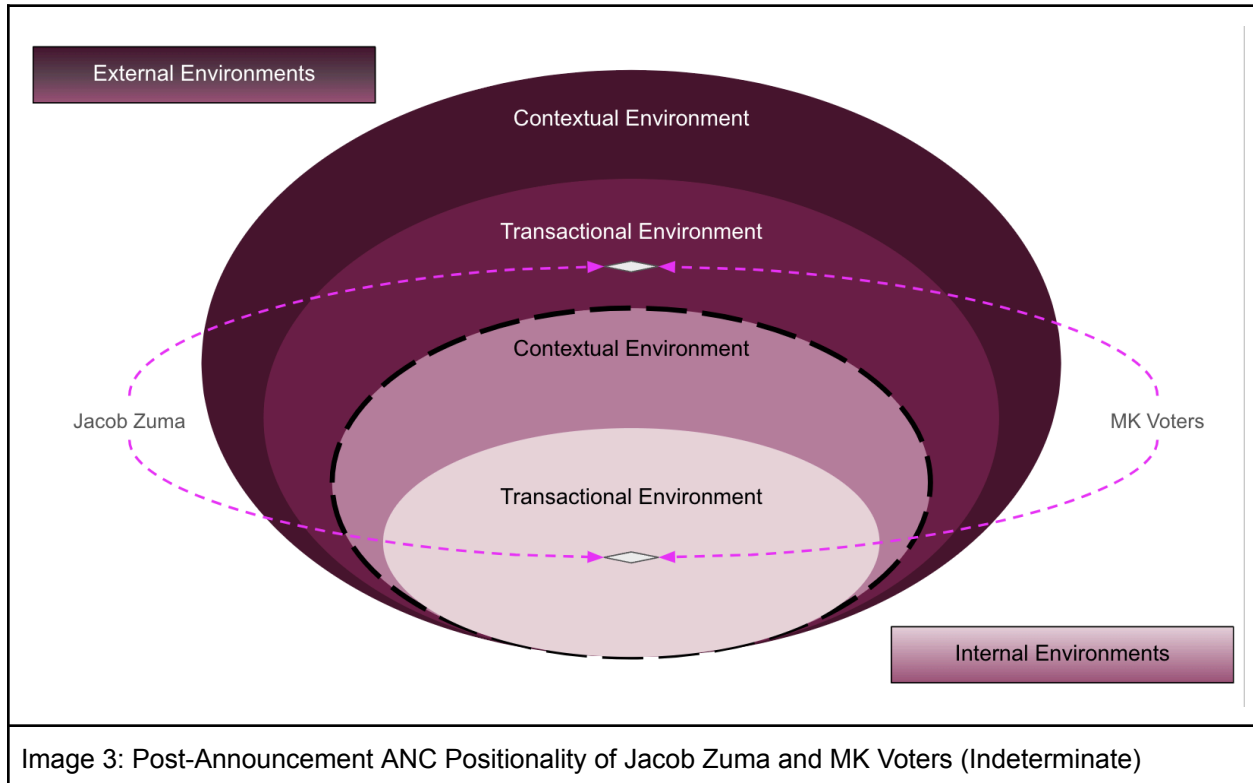 External Environments
Contextual Environment
Transactional Environment
Contextual Environment
Jacob Zuma
MK Voters
Transactional Environment
Internal Environments
Image 3: Post-Announcement ANC Positionality of Jacob Zuma and MK Voters (Indeterminate)